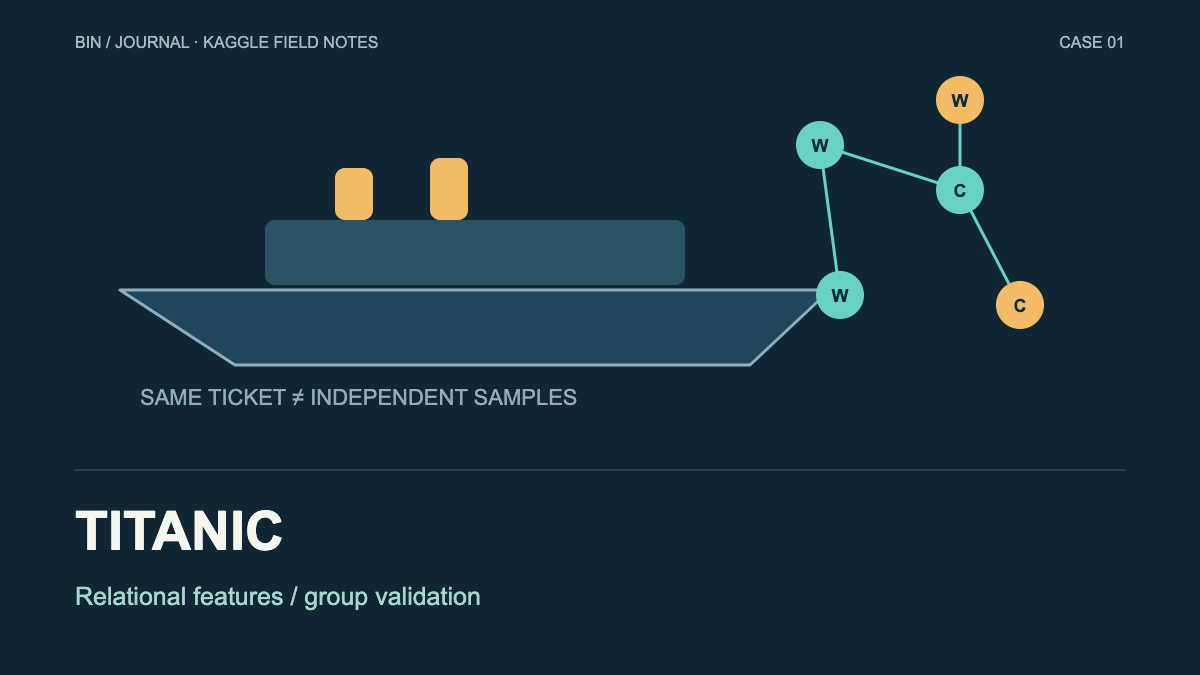 BIN / JOURNAL · KAGGLE FIELD NOTES
CASE 01
W
W
C
W
C
SAME TICKET ≠ INDEPENDENT SAMPLES
TITANIC
Relational features / group validation